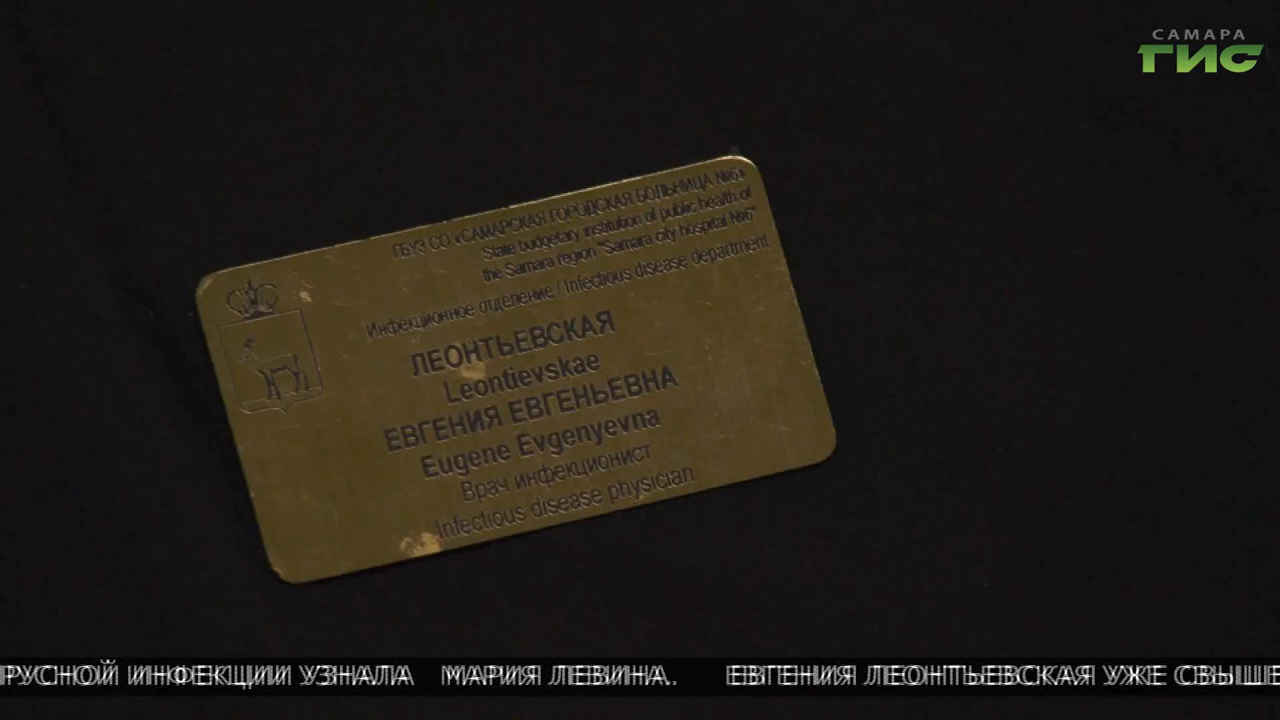 САМАРА
ГИС
ГБУЗ СО «САМАРСКАЯ ГОРОДСКАЯ БОЛЬНИЦА №6»
State budgetary institution of public health of
the Samara region "Samara city hospital №6"
Инфекционное отделение / Infectious disease department
ЛЕОНТЬЕВСКАЯ
Leontievskae
ЕВГЕНИЯ ЕВГЕНЬЕВНА
Eugene Evgenyevna
Врач инфекционист
Infectious disease physician
РУСНОЙ ИНФЕКЦИИ УЗНАЛА МАРИЯ ЛЕВИНА. ЕВГЕНИЯ ЛЕОНТЬЕВСКАЯ УЖЕ СВЫШЕ